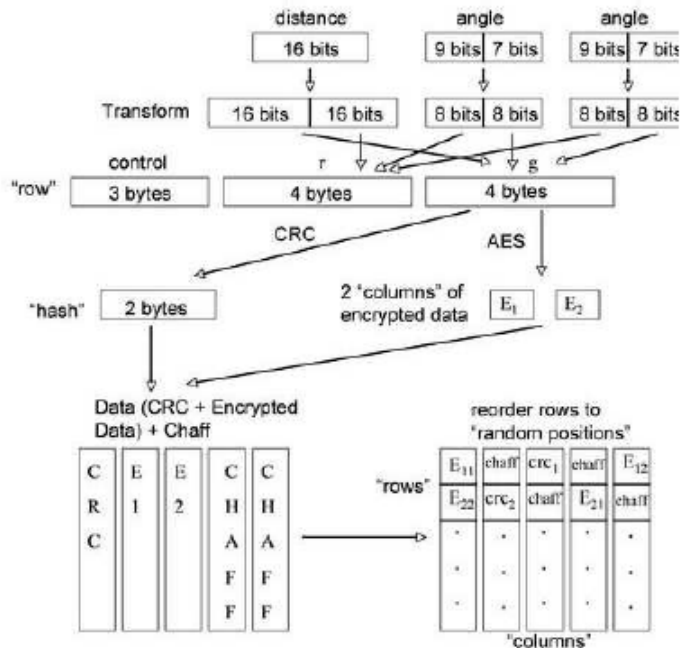 distance angle angle
16 bits 9 bits 7 bits 9 bits 7 bits
Transform 16 bits 16 bits 8 bits 8 bits 8 bits 8 bits
control r g
"row" 3 bytes 4 bytes 4 bytes
CRC AES
"hash" 2 bytes
2 "columns" of
encrypted data
E1 E2
Data (CRC + Encrypted
Data) + Chaff
reorder rows to
"random positions"
C E E C C
R 1 2 H H
C A A
F F
F F
"rows"
E11 chaff crc1 chaff E12
E22 crc2 chaff E21 chaff
. . . . .
. . . . .
. . . . .
"columns"